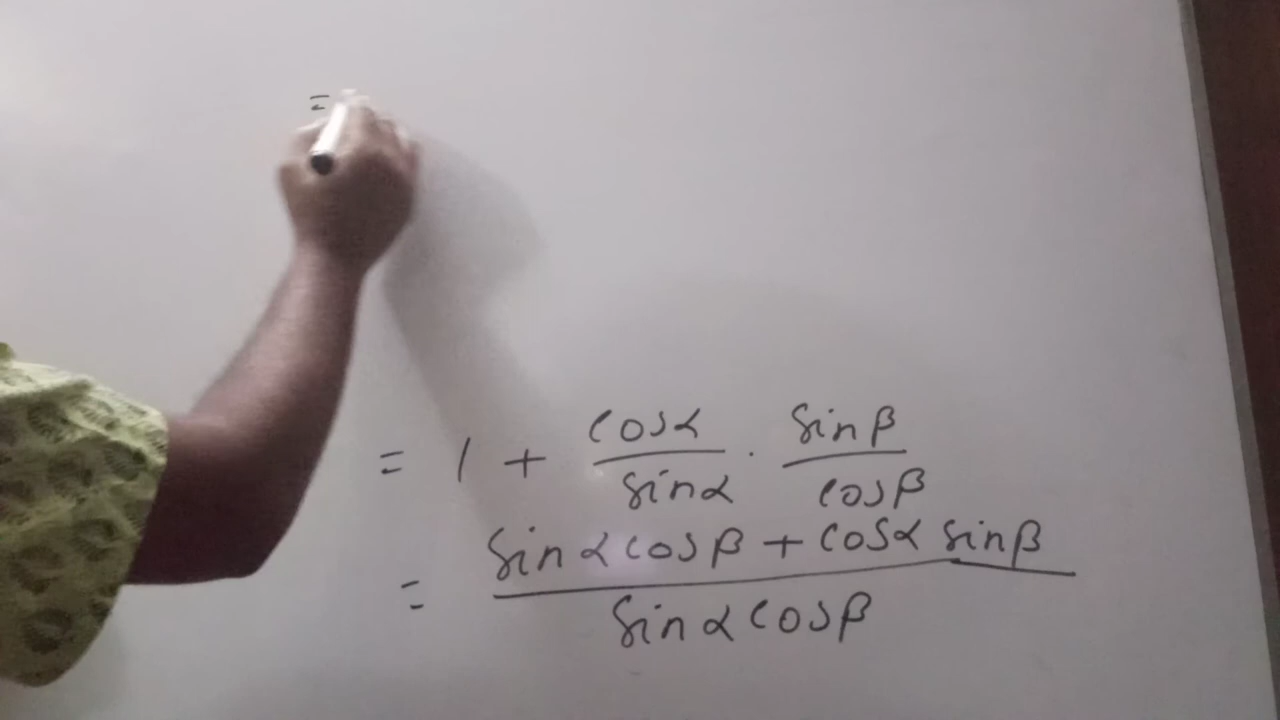 =
= 1 + cosα/sinα · sinβ/cosβ
= sinα cosβ + cosα sinβ / sinα cosβ